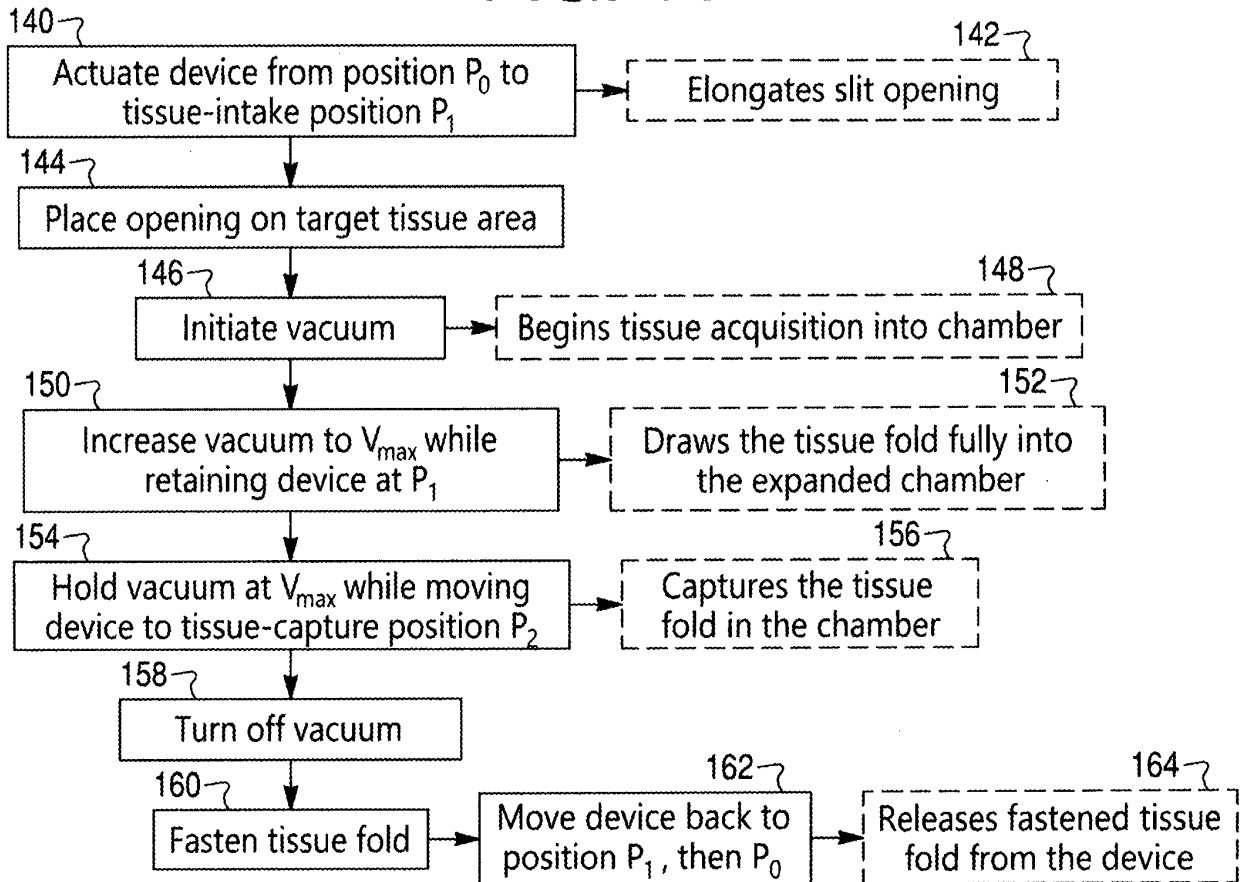 140
Actuate device from position P₀ to
tissue-intake position P₁
142
Elongates slit opening
144
Place opening on target tissue area
146
Initiate vacuum
148
Begins tissue acquisition into chamber
150
Increase vacuum to Vmax while
retaining device at P₁
152
Draws the tissue fold fully into
the expanded chamber
154
Hold vacuum at Vmax while moving
device to tissue-capture position P₂
156
Captures the tissue
fold in the chamber
158
Turn off vacuum
160
Fasten tissue fold
162
Move device back to
position P₁, then P₀
164
Releases fastened tissue
fold from the device